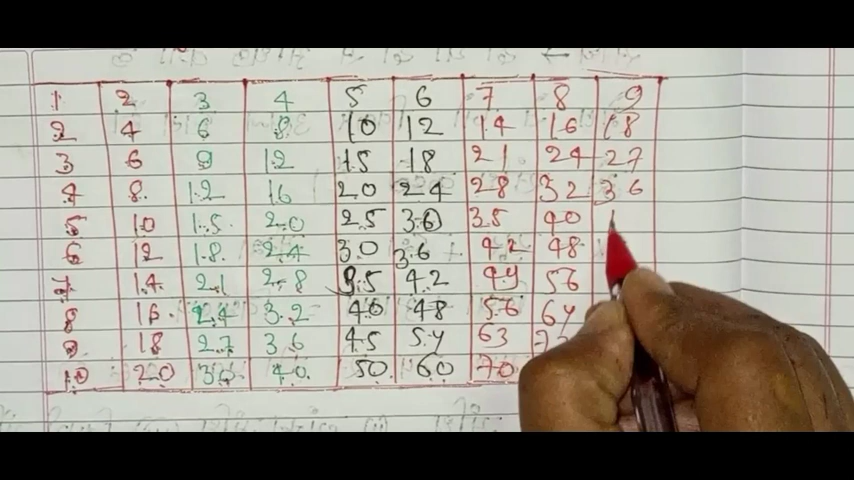 1 2 3 4 5 6 7 8 9
2 4 6 8 10 12 14 16 18
3 6 9 12 15 18 21 24 27
4 8 12 16 20 24 28 32 36
5 10 15 20 25 30 35 40
6 12 18 24 30 36 42 48
7 14 21 28 35 42 49 56
8 16 24 32 40 48 56 64
9 18 27 36 45 54 63
10 20 30 40 50 60 70